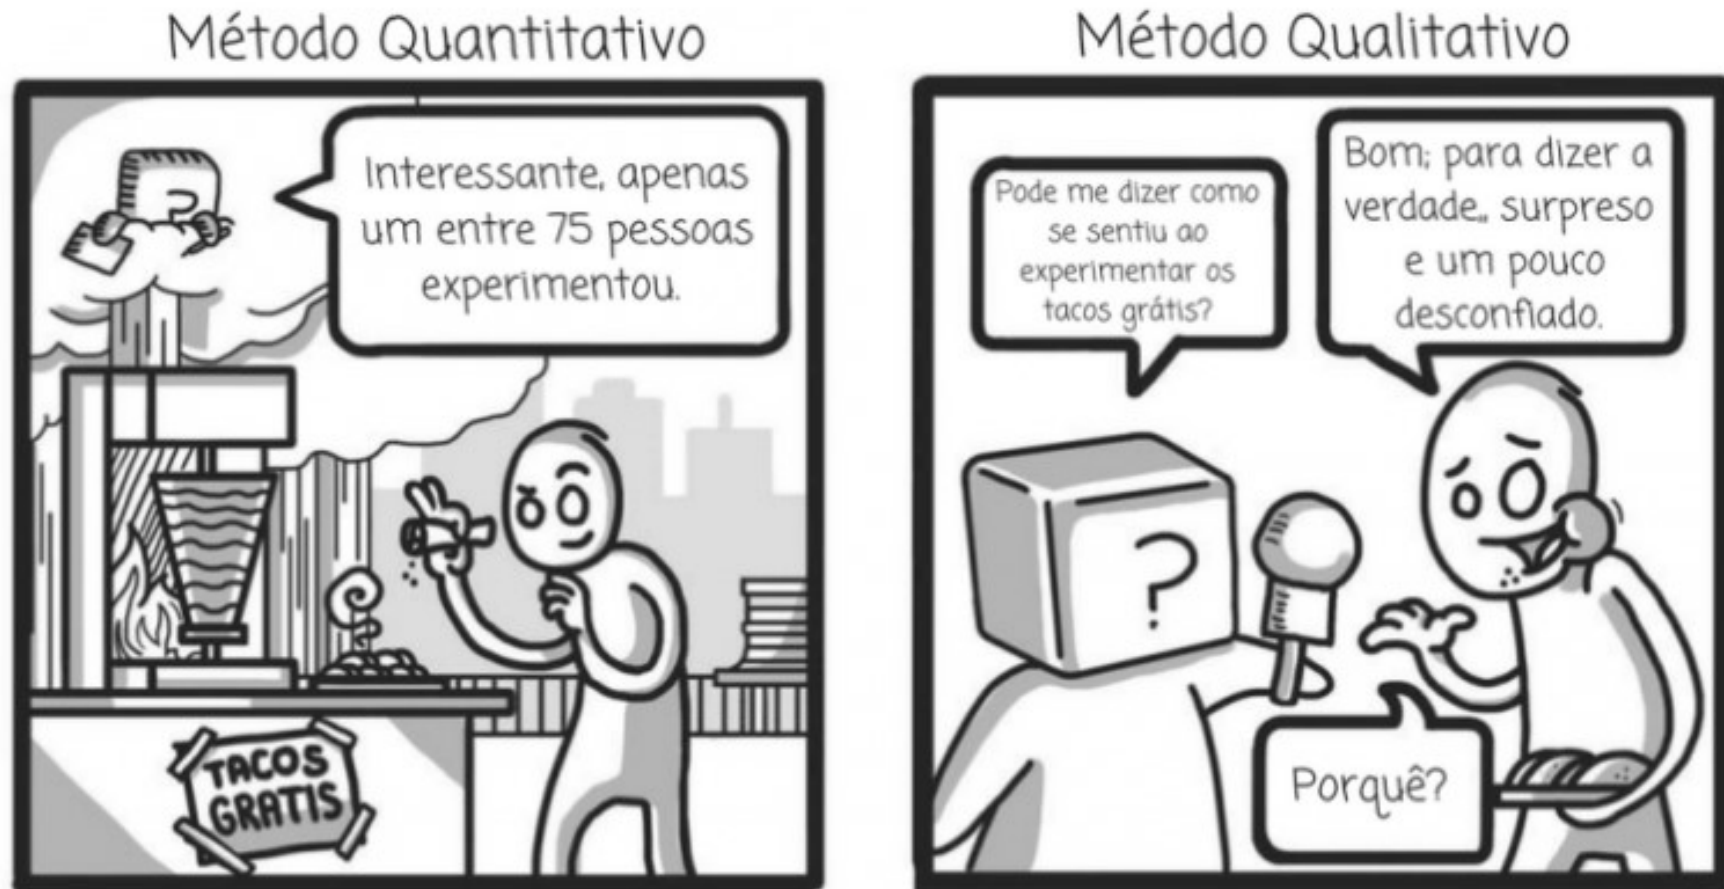 Método Quantitativo
Interessante, apenas
um entre 75 pessoas
experimentou.
TACOS
GRATIS
Método Qualitativo
Pode me dizer como
se sentiu ao
experimentar os
tacos grátis?
Bom; para dizer a
verdade,, surpreso
e um pouco
desconfiado.
?
Porquê?